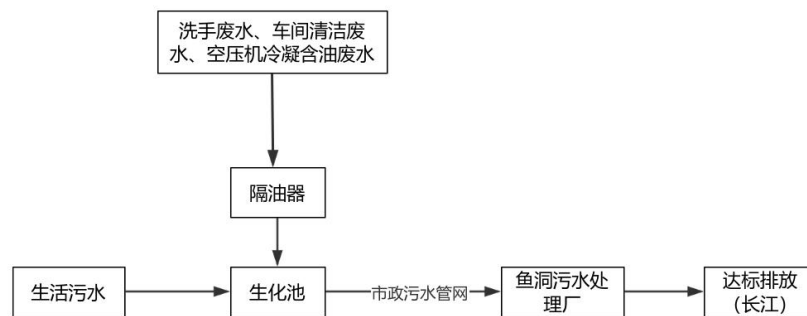 洗手废水、车间清洁废
水、空压机冷凝含油废水
隔油器
生活污水
生化池
市政污水管网
鱼洞污水处
理厂
达标排放
（长江）